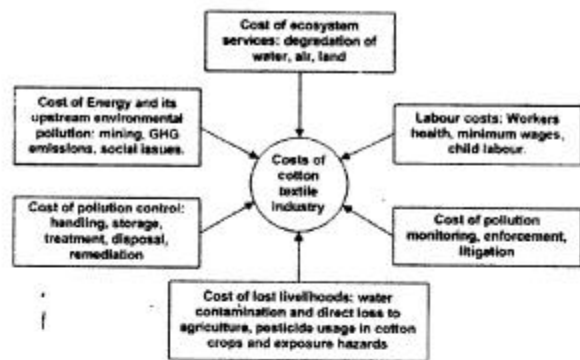 Cost of ecosystem
services: degradation of
water, air, land
Cost of Energy and its
upstream environmental
pollution: mining, GHG
emissions, social issues.
Labour costs: Workers
health, minimum wages,
child labour.
Costs of
cotton
textile
industry
Cost of pollution control:
handling, storage,
treatment, disposal,
remediation
Cost of pollution
monitoring, enforcement,
litigation
Cost of lost livelihoods: water
contamination and direct loss to
agriculture, pesticide usage in cotton
crops and exposure hazards